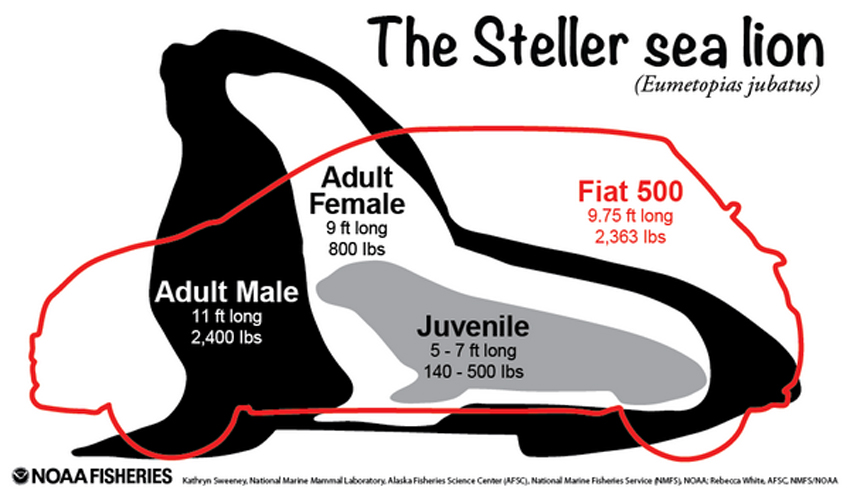 The Steller sea lion
(Eumetopias jubatus)
Adult
Female
9 ft long
800 lbs
Fiat 500
9.75 ft long
2,363 lbs
Adult Male
11 ft long
2,400 lbs
Juvenile
5 - 7 ft long
140 - 500 lbs
NOAA FISHERIES
Kathryn Sweeney, National Marine Mammal Laboratory, Alaska Fisheries Science Center (AFSC), National Marine Fisheries Service (NMFS), NOAA; Rebecca White, AFSC, NMFS/NOAA